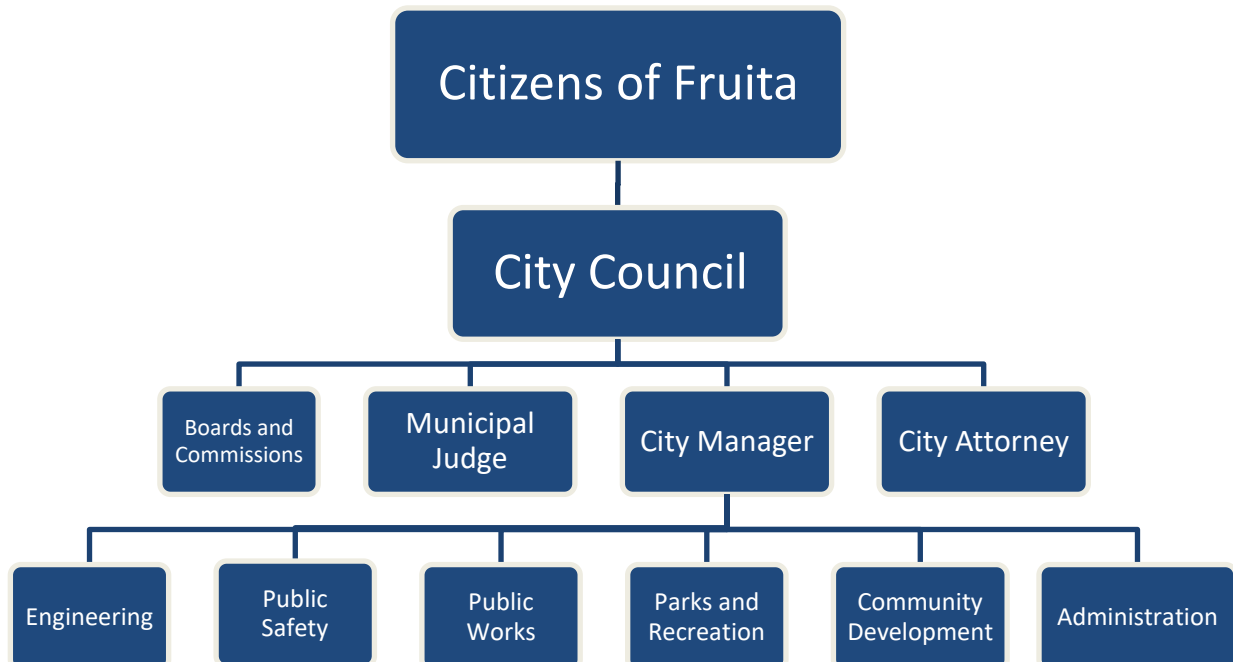 Citizens of Fruita
City Council
Boards and
Commissions
Municipal
Judge
City Manager
City Attorney
Engineering
Public
Safety
Public
Works
Parks and
Recreation
Community
Development
Administration